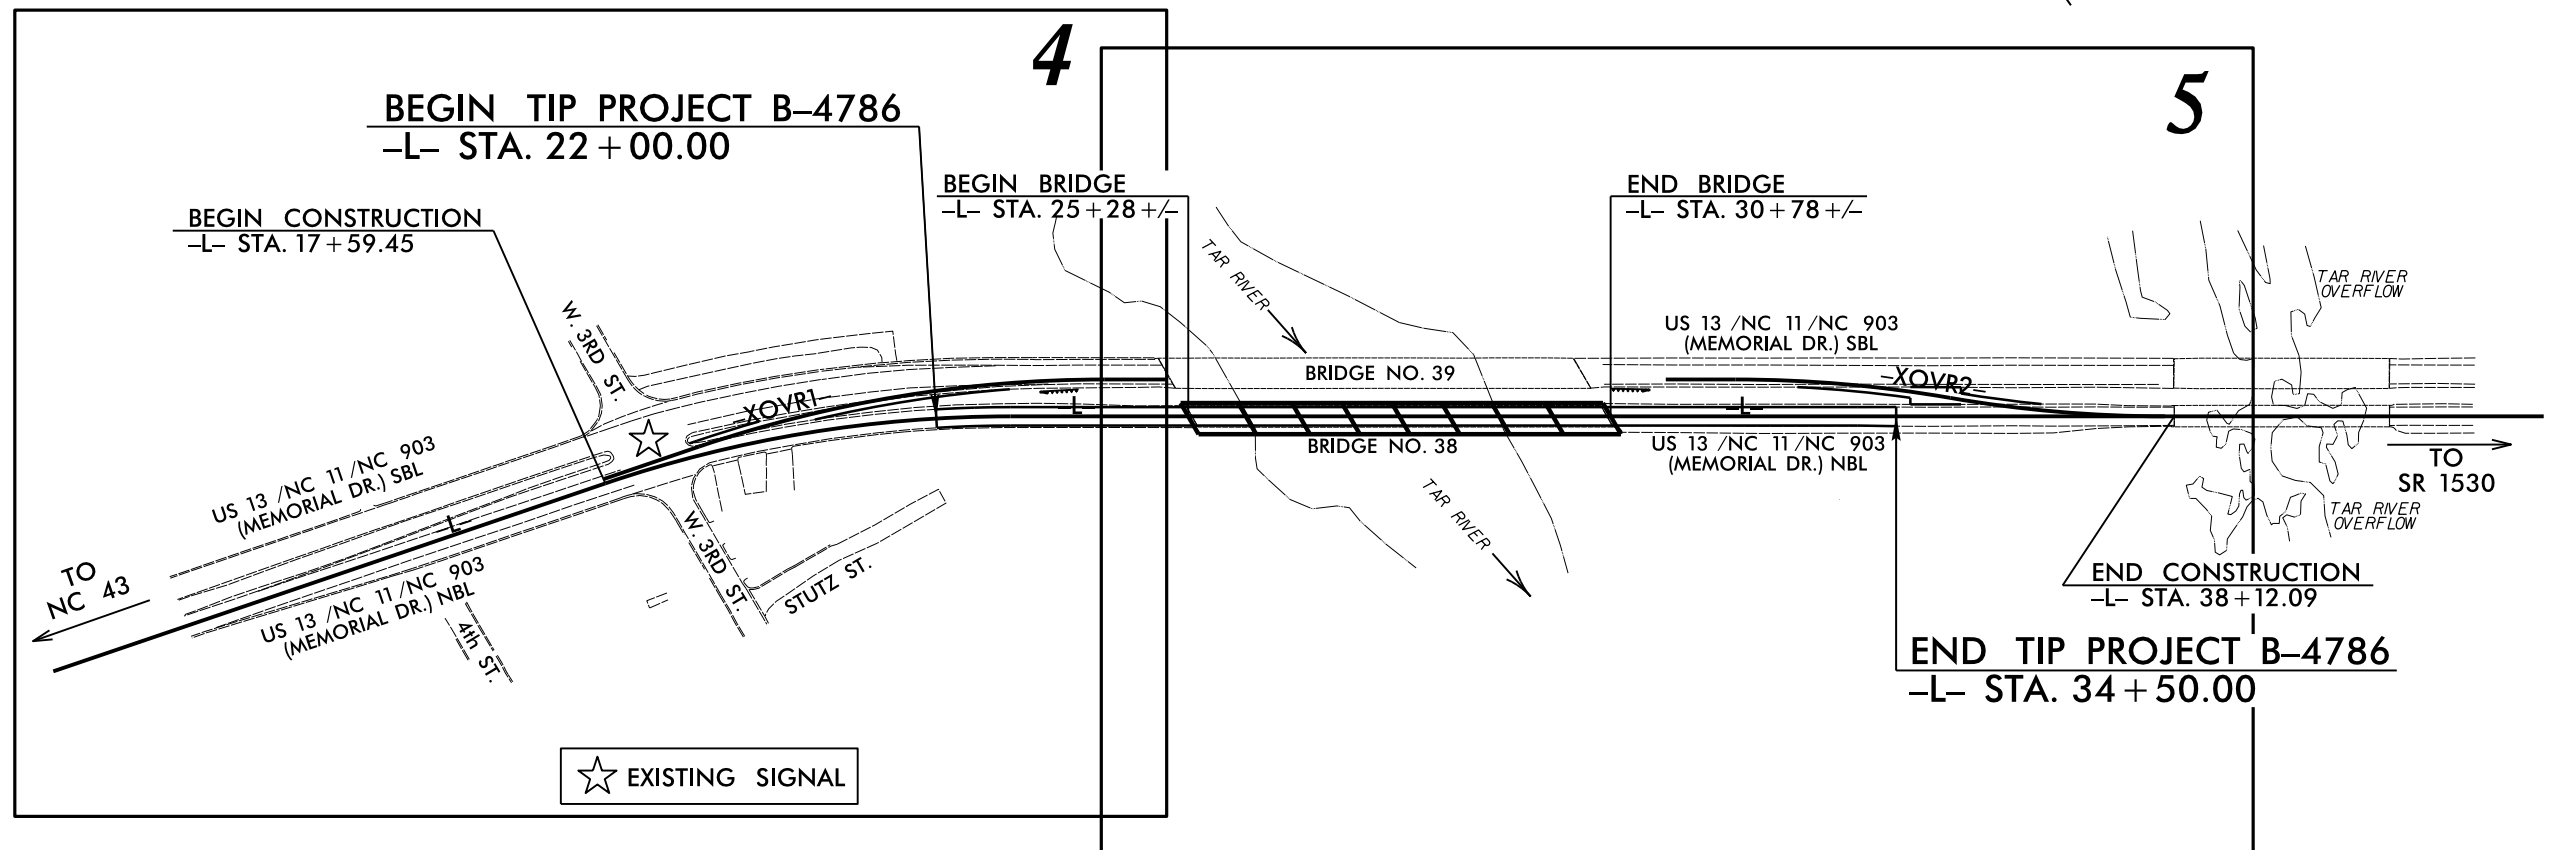 4
5
BEGIN TIP PROJECT B–4786
–L– STA. 22+00.00
BEGIN BRIDGE
–L– STA. 25+28 +/–
END BRIDGE
–L– STA. 30+78 +/–
BEGIN CONSTRUCTION
–L– STA. 17+59.45
TAR RIVER
TAR RIVER
OVERFLOW
W. 3RD ST.
US 13 /NC 11 /NC 903
(MEMORIAL DR.) SBL
BRIDGE NO. 39
–XOVR1–
–L–
–L–
–XOVR2–
BRIDGE NO. 38
US 13 /NC 11 /NC 903
(MEMORIAL DR.) NBL
TO
SR 1530
US 13 /NC 11 /NC 903
(MEMORIAL DR.) SBL
–L–
W. 3RD ST.
TAR RIVER
TAR RIVER
OVERFLOW
TO
NC 43
US 13 /NC 11 /NC 903
(MEMORIAL DR.) NBL
4th ST.
STUTZ ST.
END CONSTRUCTION
–L– STA. 38+12.09
END TIP PROJECT B–4786
–L– STA. 34+50.00
EXISTING SIGNAL